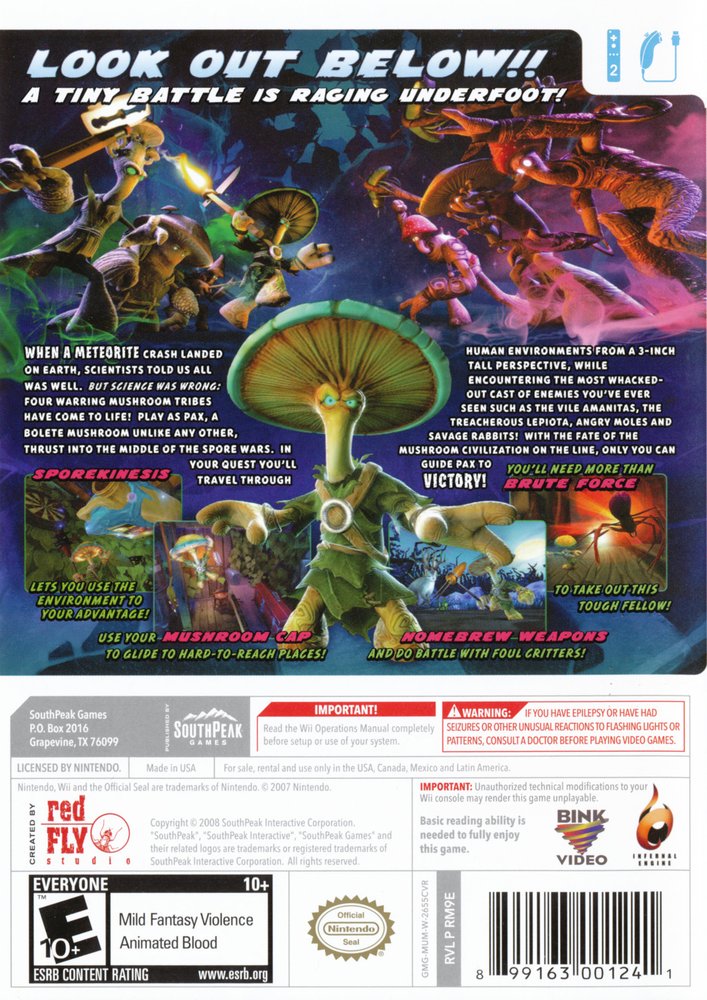 2
LOOK OUT BELOW!!
A TINY BATTLE IS RAGING UNDERFOOT!
WHEN A METEORITE CRASH LANDED
ON EARTH, SCIENTISTS TOLD US ALL
WAS WELL. BUT SCIENCE WAS WRONG:
FOUR WARRING MUSHROOM TRIBES
HAVE COME TO LIFE! PLAY AS PAX, A
BOLETE MUSHROOM UNLIKE ANY OTHER,
THRUST INTO THE MIDDLE OF THE SPORE WARS. IN
YOUR QUEST YOU'LL
TRAVEL THROUGH
HUMAN ENVIRONMENTS FROM A 3-INCH
TALL PERSPECTIVE, WHILE
ENCOUNTERING THE MOST WHACKED-
OUT CAST OF ENEMIES YOU'VE EVER
SEEN SUCH AS THE VILE AMANITAS, THE
TREACHEROUS LEPIOTA, ANGRY MOLES AND
SAVAGE RABBITS! WITH THE FATE OF THE
MUSHROOM CIVILIZATION ON THE LINE, ONLY YOU CAN
GUIDE PAX TO
VICTORY!
SPOREKINESIS
LETS YOU USE THE
ENVIRONMENT TO
YOUR ADVANTAGE!
USE YOUR MUSHROOM CAP
TO GLIDE TO HARD-TO-REACH PLACES!
HOMEBREW WEAPONS
AND DO BATTLE WITH FOUL CRITTERS!
YOU'LL NEED MORE THAN
BRUTE FORCE
TO TAKE OUT THIS
TOUGH FELLOW!
SouthPeak Games
P.O. Box 2016
Grapevine, TX 76099
PUBLISHED BY
SOUTHPEAK
GAMES
IMPORTANT!
Read the Wii Operations Manual completely
before setup or use of your system.
WARNING: IF YOU HAVE EPILEPSY OR HAVE HAD
SEIZURES OR OTHER UNUSUAL REACTIONS TO FLASHING LIGHTS OR
PATTERNS, CONSULT A DOCTOR BEFORE PLAYING VIDEO GAMES.
LICENSED BY NINTENDO.
Made in USA
For sale, rental and use only in the USA, Canada, Mexico and Latin America.
Nintendo, Wii and the Official Seal are trademarks of Nintendo. © 2007 Nintendo.
CREATED BY
red
FLY
studio
Copyright © 2008 SouthPeak Interactive Corporation.
"SouthPeak", "SouthPeak Interactive", "SouthPeak Games" and
their related logos are trademarks or registered trademarks of
SouthPeak Interactive Corporation. All rights reserved.
IMPORTANT: Unauthorized technical modifications to your
Wii console may render this game unplayable.
Basic reading ability is
needed to fully enjoy
this game.
BINK
VIDEO
INFERNAL
ENGINE
EVERYONE 10+
TM
E
10+
Mild Fantasy Violence
Animated Blood
ESRB CONTENT RATING www.esrb.org
Official
Nintendo
Seal
GMG-MUM-W-2655CVR
RVL P RM9E
8 99163 00124 1